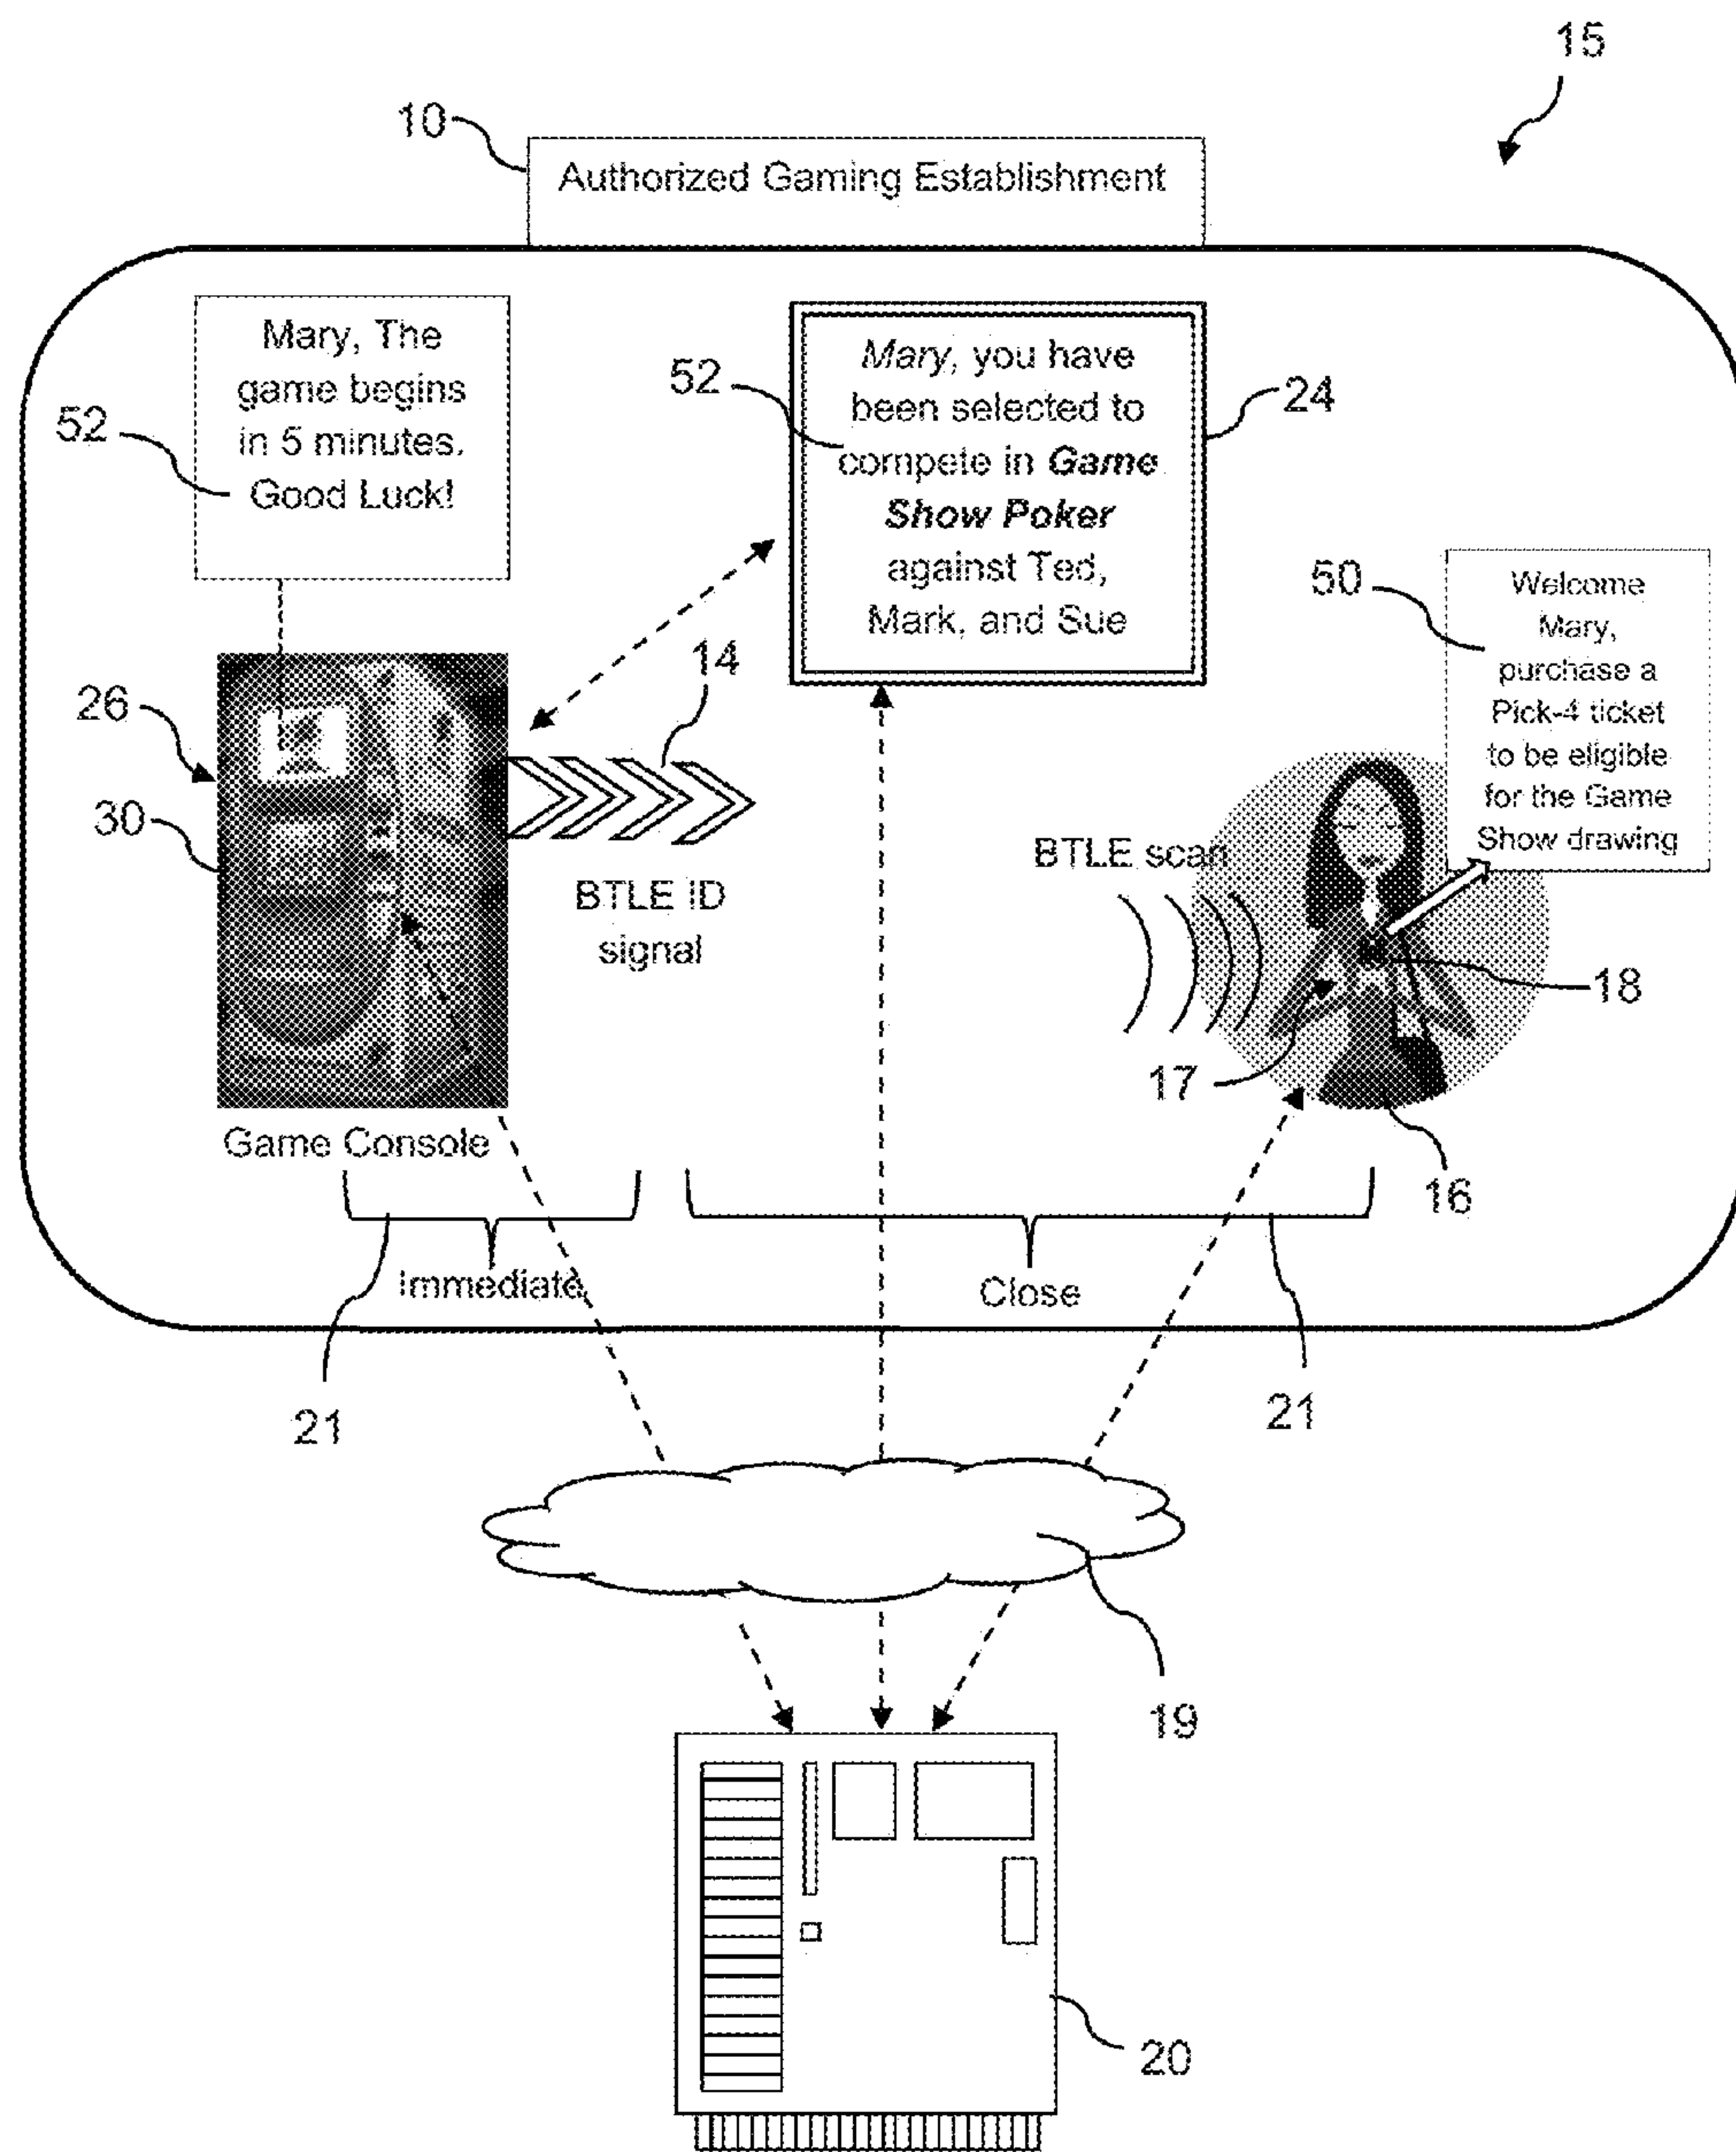 15
10
Authorized Gaming Establishment
Mary, The
game begins
in 5 minutes.
Good Luck!
52
Mary, you have
been selected to
compete in Game
Show Poker
against Ted,
Mark, and Sue
52
24
50
Welcome
Mary,
purchase a
Pick-4 ticket
to be eligible
for the Game
Show drawing
14
26
30
BTLE ID
signal
BTLE scan
18
17
16
Game Console
Immediate
Close
21
21
19
20